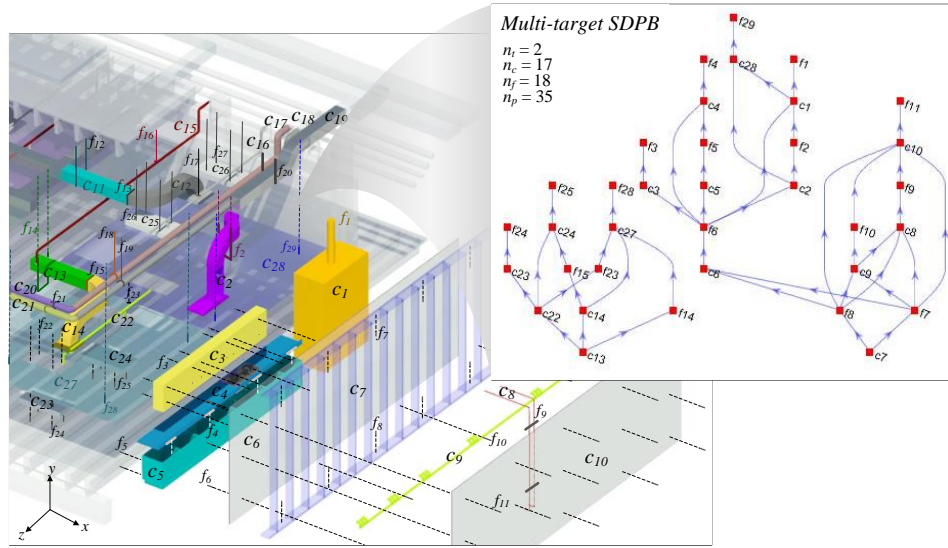 Multi-target SDPB
n_t = 2
n_c = 17
n_f = 18
n_p = 35
f29
f4
c28
f1
c4
c1
f11
f3
f5
f2
c10
f25
f28
c3
c5
c2
f9
f24
c24
c27
f6
f10
c8
c23
f15
f23
c6
c9
c22
c14
f14
f8
f7
c13
c7
c19
c18
c17
c15
f16
c16
f12
f27
f17
c26
f20
c11
f13
c12
f26
c25
f1
f14
f18
f19
f2
f29
c28
c13
f15
c2
c1
c20
f21
f23
c21
c22
c14
f22
f7
c3
f3
c24
c7
c27
f25
c4
c8
c23
f28
f4
f9
f24
c6
f8
f5
f10
c5
c9
c10
f6
f11
y
x
z